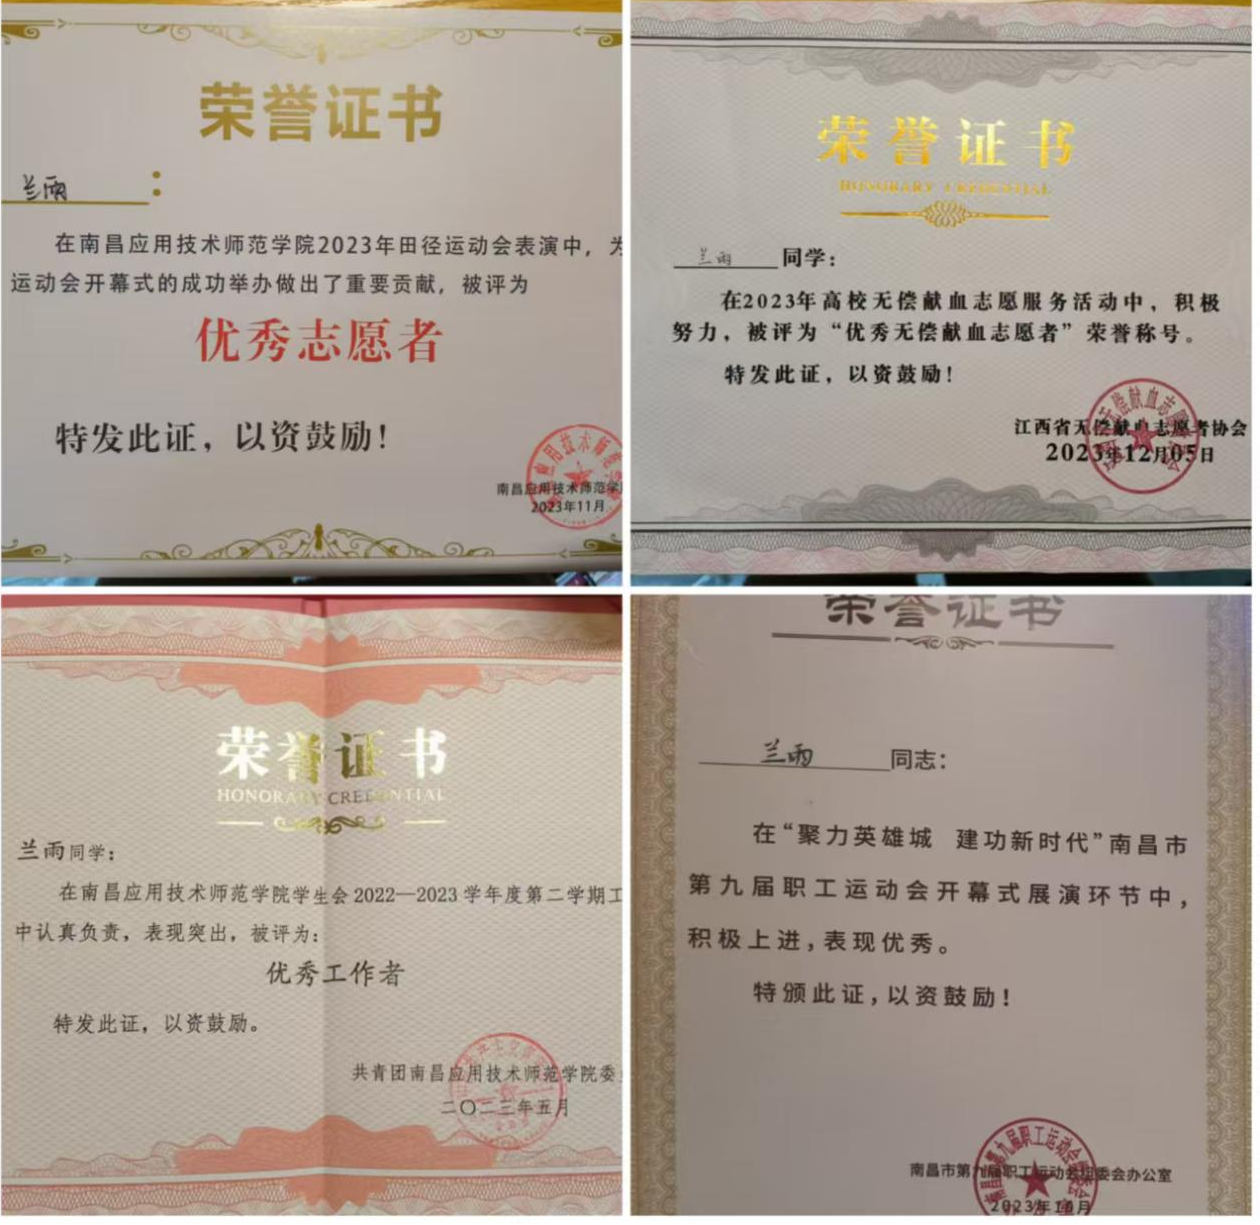 荣誉证书
兰雨：
在南昌应用技术师范学院2023年田径运动会表演中，为
运动会开幕式的成功举办做出了重要贡献，被评为
优秀志愿者
特发此证，以资鼓励！
南昌应用技术师范学
2023年11月
荣誉证书
HONORARY CREDENTIAL
兰雨 同学：
在2023年高校无偿献血志愿服务活动中，积极
努力，被评为“优秀无偿献血志愿者”荣誉称号。
特发此证，以资鼓励！
江西省无偿献血志愿者协会
2023年12月05日
荣誉证书
HONORARY CREDENTIAL
兰雨同学：
在南昌应用技术师范学院学生会2022—2023学年度第二学期工
中认真负责，表现突出，被评为：
优秀工作者
特发此证，以资鼓励。
共青团南昌应用技术师范学院委
二〇二三年五月
荣誉证书
兰雨 同志：
在“聚力英雄城 建功新时代”南昌市
第九届职工运动会开幕式展演环节中，
积极上进，表现优秀。
特颁此证，以资鼓励！
南昌市第九届职工运动会组委会办公室
2023年10月